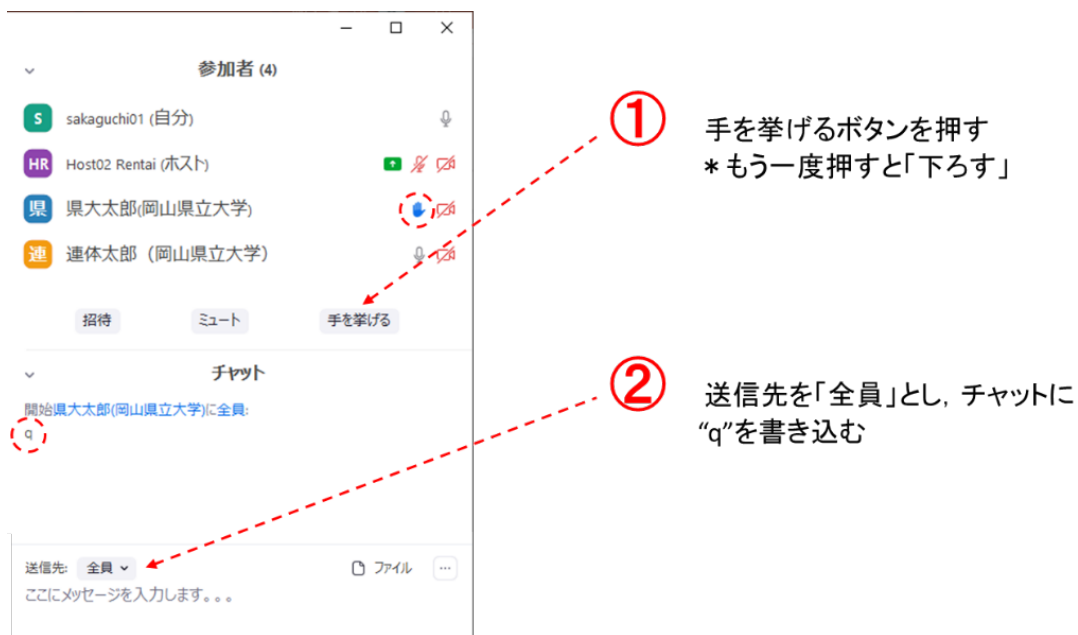 参加者 (4)
S sakaguchi01 (自分)
HR Host02 Rentai (ホスト)
県 県大太郎(岡山県立大学)
連 連体太郎（岡山県立大学）
招待 ミュート 手を挙げる
チャット
開始県大太郎(岡山県立大学)に全員:
q
送信先: 全員 ファイル ...
ここにメッセージを入力します。。。
①
手を挙げるボタンを押す
＊もう一度押すと「下ろす」
②
送信先を「全員」とし，チャットに
“q”を書き込む